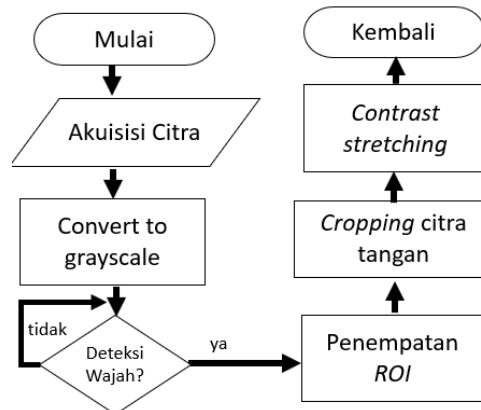 Mulai
Akuisisi Citra
Convert to
grayscale
tidak
Deteksi
Wajah?
ya
Penempatan
ROI
Cropping citra
tangan
Contrast
stretching
Kembali